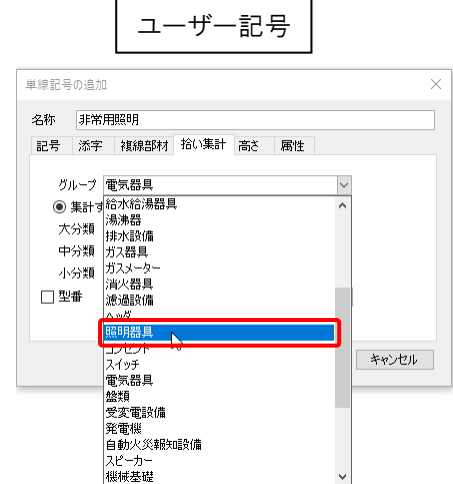 ユーザー記号
単線記号の追加
名称 非常用照明
記号 添字 複線部材 拾い集計 高さ 属性
グループ 電気器具
集計す 給水給湯器具
湯沸器
大分類
排水設備
中分類 ガス器具
ガスメーター
小分類
消火器具
型番 濾過設備
ヘッダ
照明器具
コンセント
スイッチ キャンセル
電気器具
盤類
受変電設備
発電機
自動火災報知設備
スピーカー
機械基礎